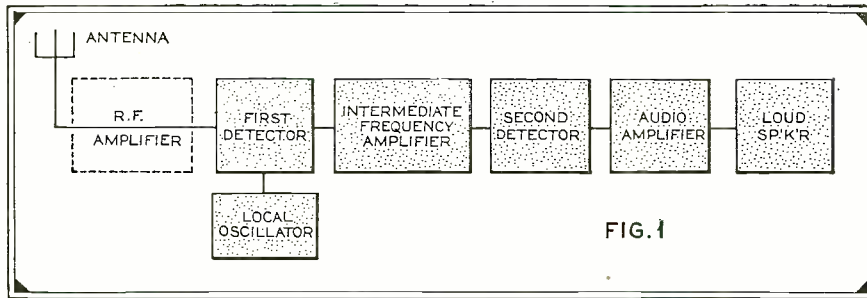 ANTENNA
R.F.
AMPLIFIER
FIRST
DETECTOR
INTERMEDIATE
FREQUENCY
AMPLIFIER
SECOND
DETECTOR
AUDIO
AMPLIFIER
LOUD
SP'K'R
LOCAL
OSCILLATOR
FIG.1